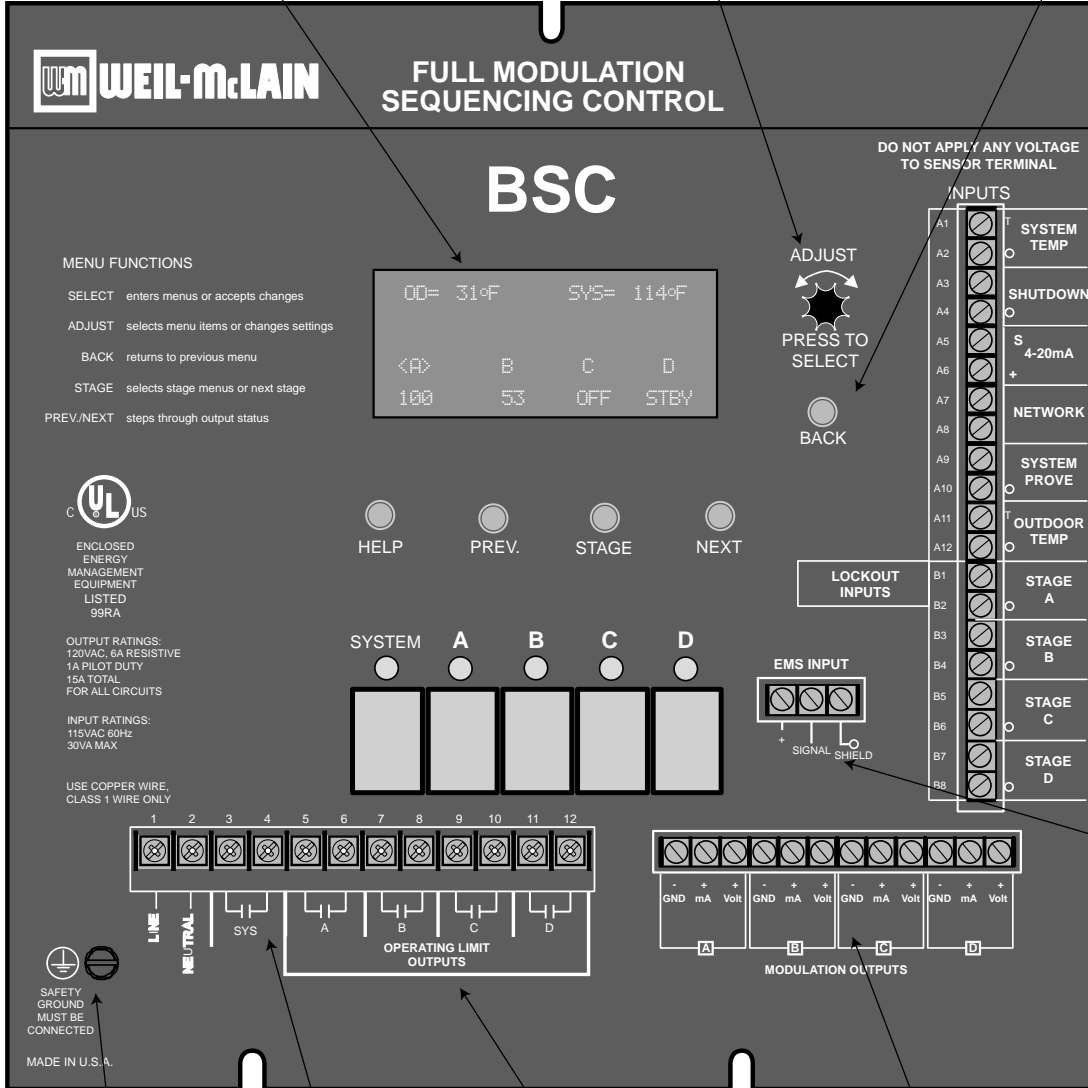 WM WEIL-McLAIN
FULL MODULATION
SEQUENCING CONTROL
DO NOT APPLY ANY VOLTAGE
TO SENSOR TERMINAL
BSC
INPUTS
MENU FUNCTIONS
SELECT enters menus or accepts changes
ADJUST selects menu items or changes settings
BACK returns to previous menu
STAGE selects stage menus or next stage
PREV./NEXT steps through output status
OD= 31°F SYS= 114°F
<A> B C D
100 53 OFF STBY
ADJUST
PRESS TO
SELECT
BACK
A1 T SYSTEM
A2 TEMP
A3 SHUTDOWN
A4
A5 S 4-20mA
A6 +
A7 NETWORK
A8
A9 SYSTEM
A10 PROVE
A11 T OUTDOOR
A12 TEMP
LOCKOUT
INPUTS
B1 STAGE
B2 A
B3 STAGE
B4 B
B5 STAGE
B6 C
B7 STAGE
B8 D
C UL US
ENCLOSED
ENERGY
MANAGEMENT
EQUIPMENT
LISTED
99RA
HELP PREV. STAGE NEXT
OUTPUT RATINGS:
120VAC, 6A RESISTIVE
1A PILOT DUTY
15A TOTAL
FOR ALL CIRCUITS
INPUT RATINGS:
115VAC 60Hz
30VA MAX
USE COPPER WIRE,
CLASS 1 WIRE ONLY
SYSTEM A B C D
EMS INPUT
+ SIGNAL SHIELD
1 2 3 4 5 6 7 8 9 10 11 12
LINE
NEUTRAL
SYS A B C D
OPERATING LIMIT
OUTPUTS
- + + - + + - + + - + +
GND mA Volt GND mA Volt GND mA Volt GND mA Volt
A B C D
MODULATION OUTPUTS
SAFETY
GROUND
MUST BE
CONNECTED
MADE IN U.S.A.